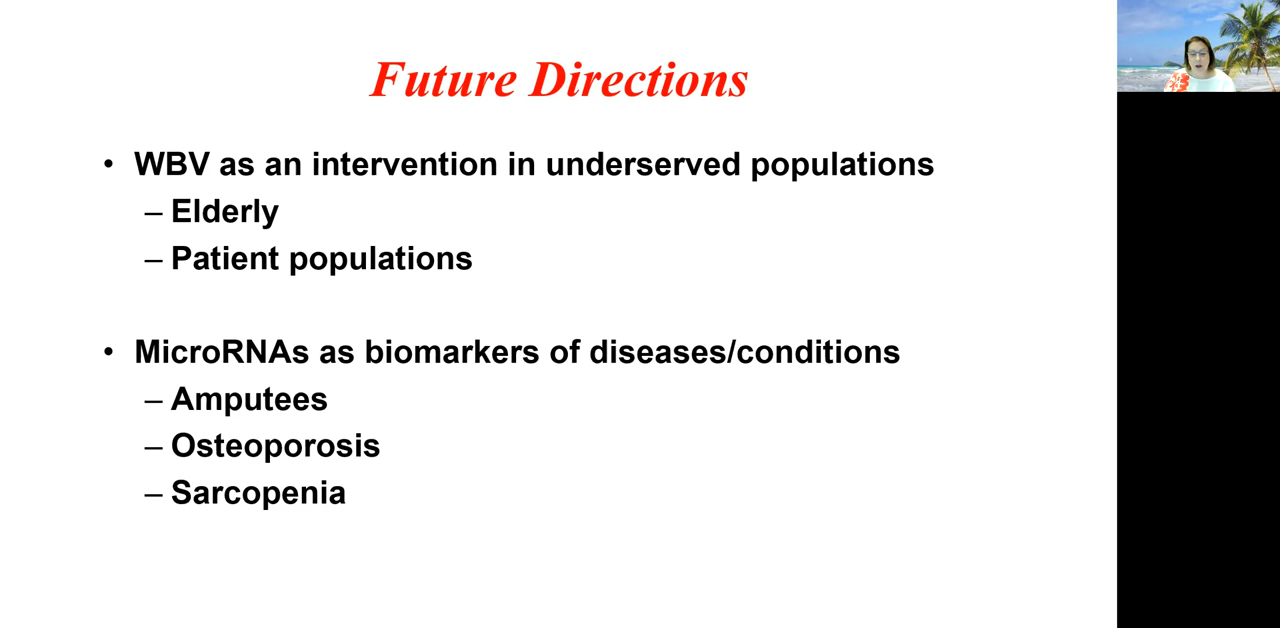 Future Directions
• WBV as an intervention in underserved populations
– Elderly
– Patient populations
• MicroRNAs as biomarkers of diseases/conditions
– Amputees
– Osteoporosis
– Sarcopenia